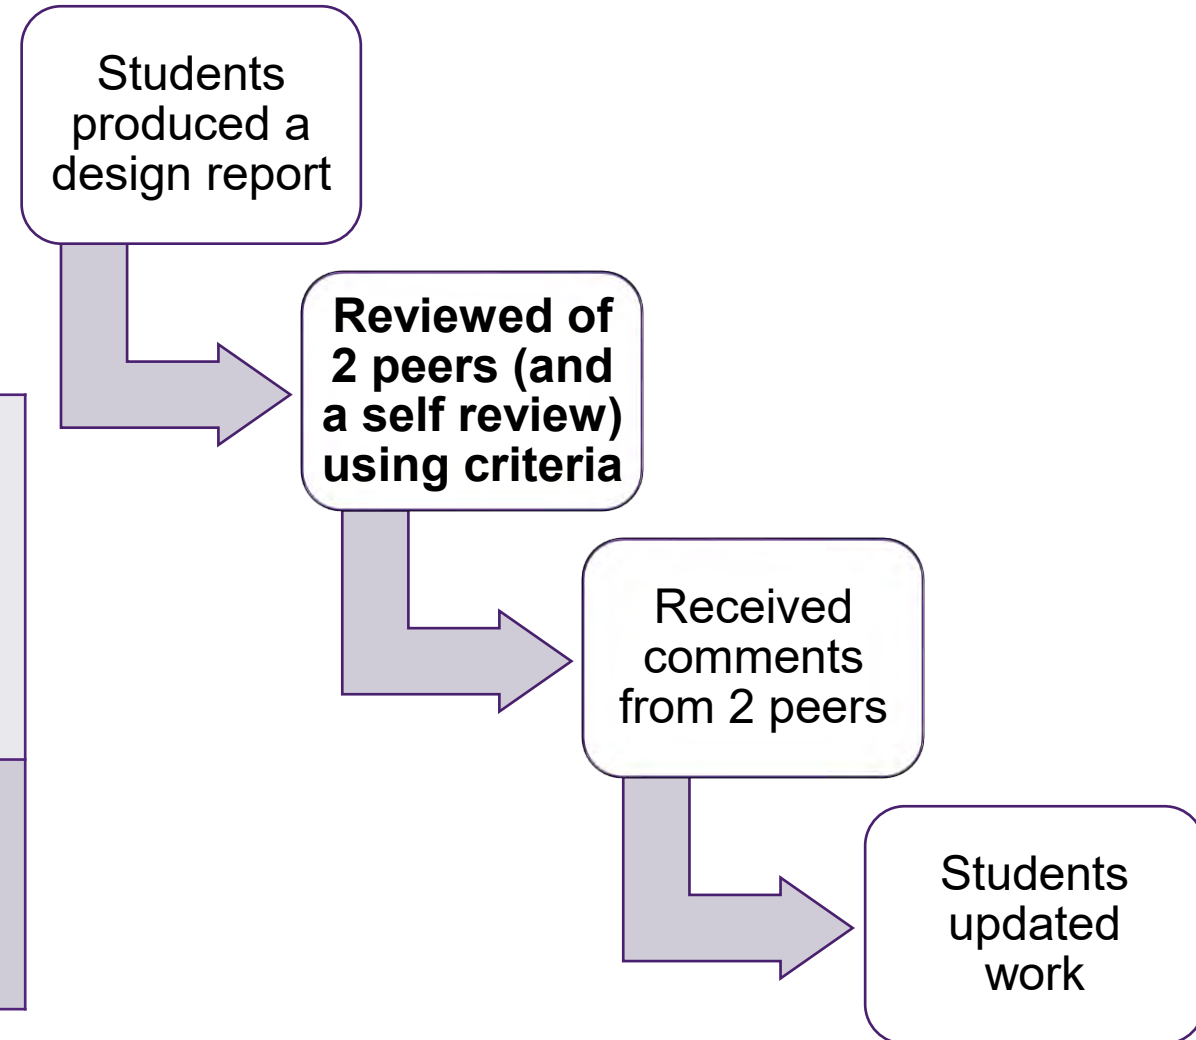 Students
produced a
design report
Reviewed of
2 peers (and
a self review)
using criteria
Received
comments
from 2 peers
Students
updated
work